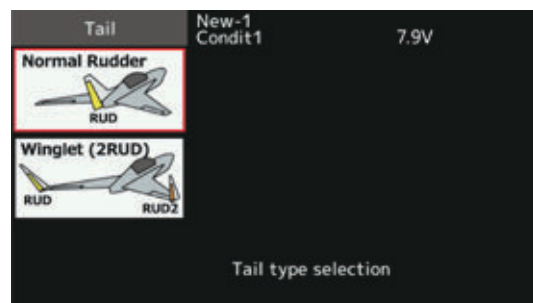 Tail
New-1
Condit1
7.9V
Normal Rudder
RUD
Winglet (2RUD)
RUD
RUD2
Tail type selection